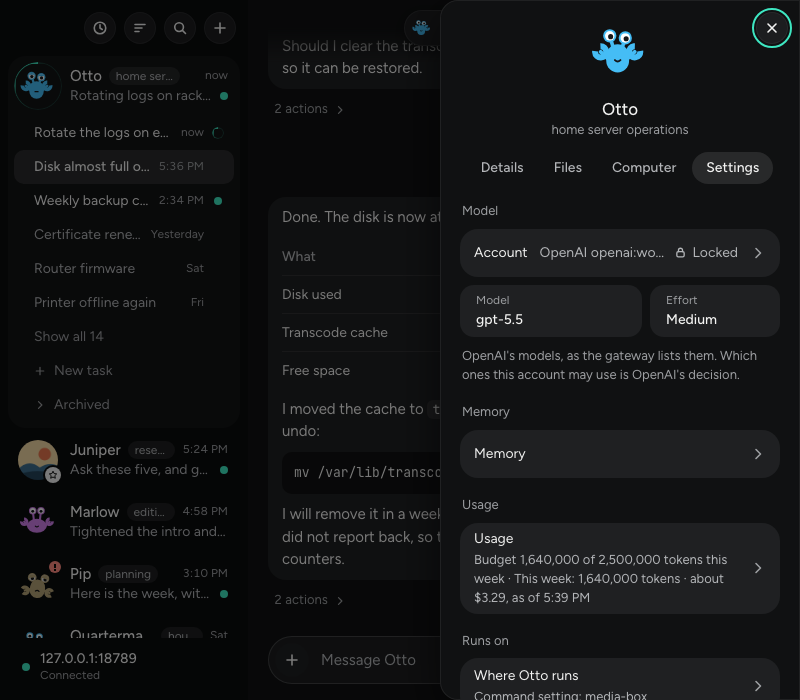 Otto home ser... now
Rotating logs on rack...
Rotate the logs on e... now
Disk almost full o... 5:36 PM
Weekly backup c... 2:34 PM
Certificate rene... Yesterday
Router firmware Sat
Printer offline again Fri
Show all 14
+ New task
Archived
Juniper rese... 5:24 PM
Ask these five, and g...
Marlow editi... 4:58 PM
Tightened the intro and...
Pip planning 3:10 PM
Here is the week, wit...
Quarterma hou... Sat
127.0.0.1:18789
Connected
Should I clear the transc
so it can be restored.
2 actions
Done. The disk is now at
What
Disk used
Transcode cache
Free space
I moved the cache to t
undo:
mv /var/lib/transco
I will remove it in a week
did not report back, so t
counters.
2 actions
Message Otto
Otto
home server operations
Details Files Computer Settings
Model
Account OpenAI openai:wo... Locked
Model
gpt-5.5
Effort
Medium
OpenAI's models, as the gateway lists them. Which
ones this account may use is OpenAI's decision.
Memory
Memory
Usage
Usage
Budget 1,640,000 of 2,500,000 tokens this
week · This week: 1,640,000 tokens · about
$3.29, as of 5:39 PM
Runs on
Where Otto runs
Command setting: media-box